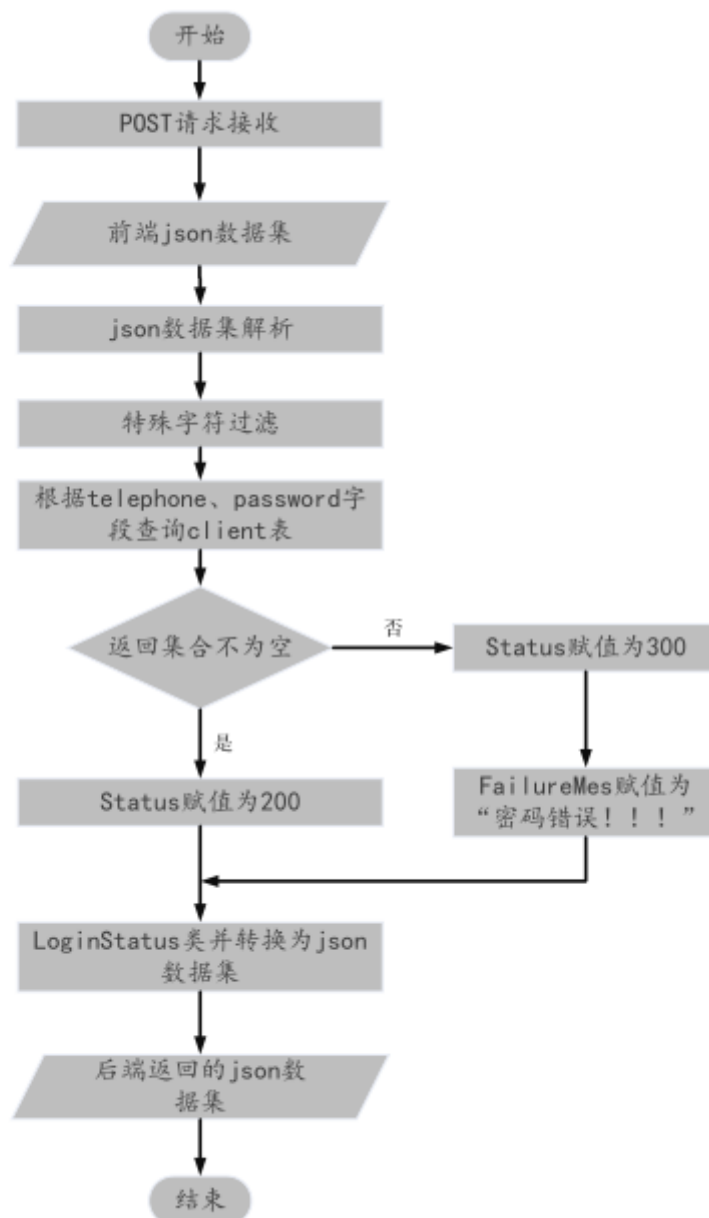 开始
POST请求接收
前端json数据集
json数据集解析
特殊字符过滤
根据telephone、password字
段查询client表
返回集合不为空
否
Status赋值为300
是
Status赋值为200
FailureMes赋值为
“密码错误！！！”
LoginStatus类并转换为json
数据集
后端返回的json数
据集
结束